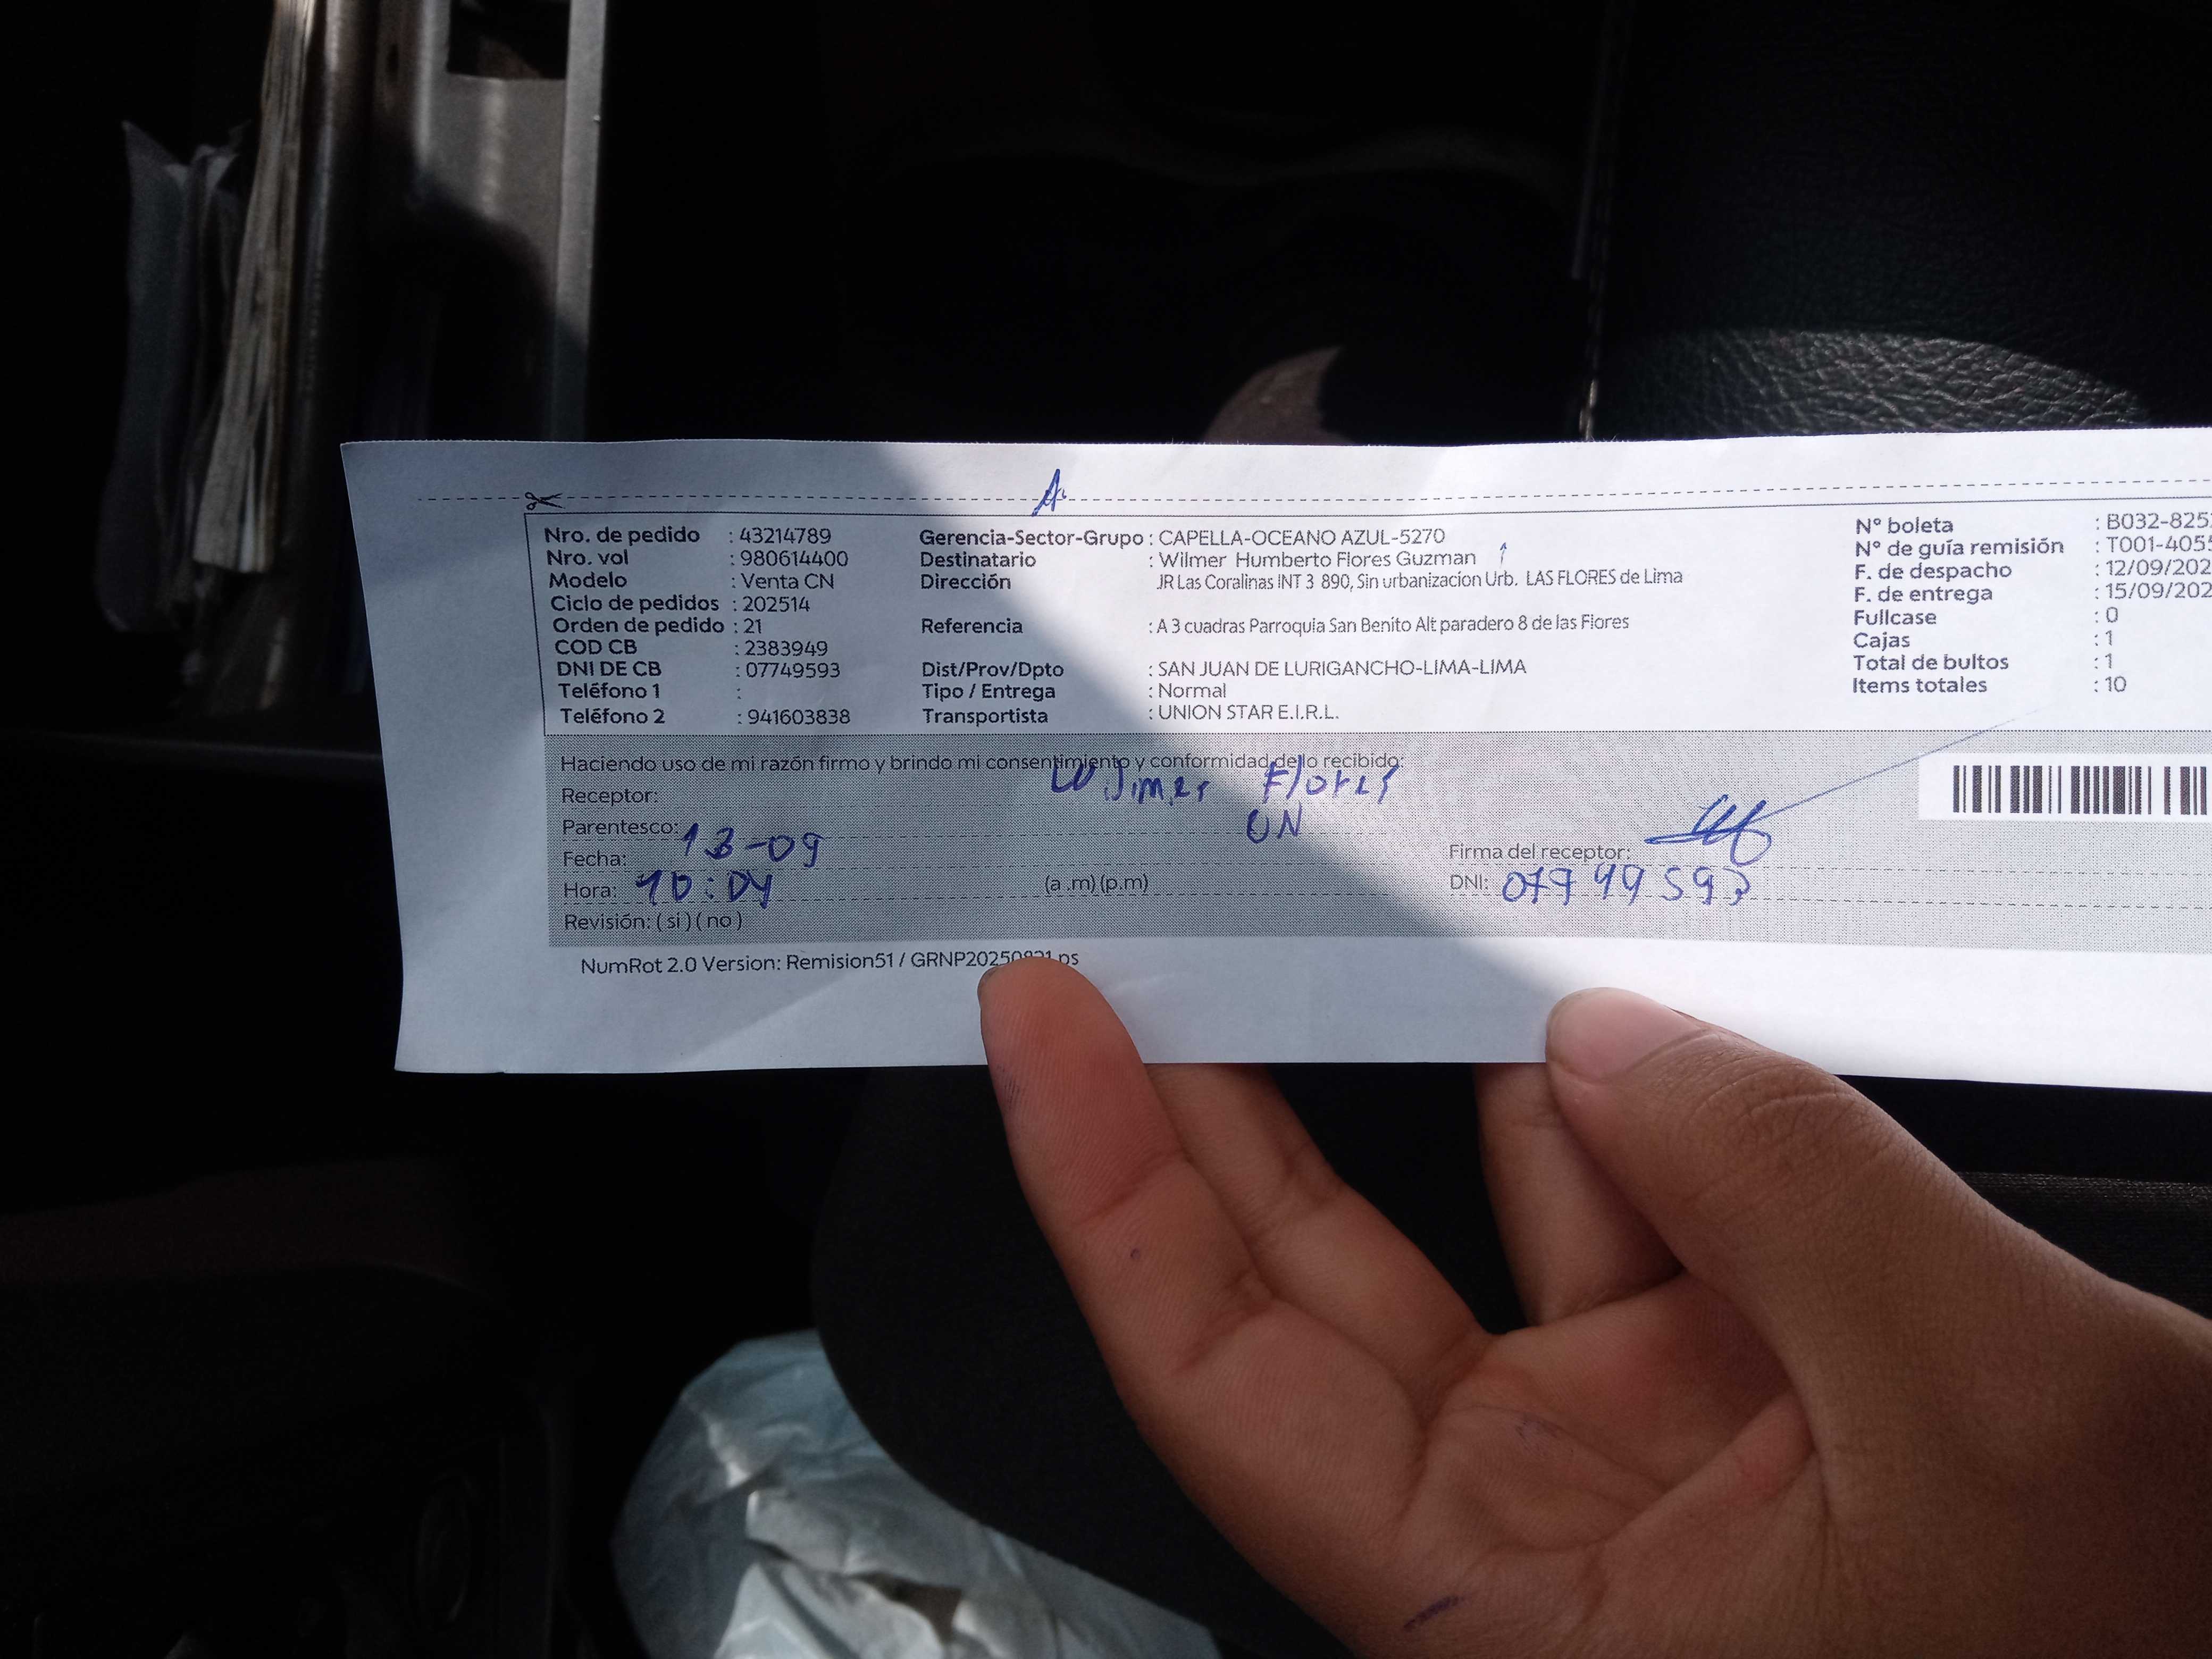 Nro. de pedido : 43214789
Nro. vol : 980614400
Modelo : Venta CN
Ciclo de pedidos : 202514
Orden de pedido : 21
COD CB : 2383949
DNI DE CB : 07749593
Teléfono 1 :
Teléfono 2 : 941603838
Gerencia-Sector-Grupo : CAPELLA-OCEANO AZUL-5270
Destinatario : Wilmer Humberto Flores Guzman
Dirección JR Las Coralinas INT 3 890, Sin urbanizacion Urb. LAS FLORES de Lima
Referencia : A 3 cuadras Parroquia San Benito Alt paradero 8 de las Flores
Dist/Prov/Dpto : SAN JUAN DE LURIGANCHO-LIMA-LIMA
Tipo / Entrega : Normal
Transportista : UNION STAR E.I.R.L.
N° boleta : B032-825
N° de guía remisión : T001-405
F. de despacho : 12/09/202
F. de entrega : 15/09/202
Fullcase : 0
Cajas : 1
Total de bultos : 1
Items totales : 10
Haciendo uso de mi razón firmo y brindo mi consentimiento y conformidad de lo recibido:
Receptor: Wilmer Flores
Parentesco: UN
Fecha: 13-09
Hora: 10:04 (a .m) (p.m)
Revisión: ( si ) ( no )
Firma del receptor:
DNI: 07749593
NumRot 2.0 Version: Remision51 / GRNP20250821.ps